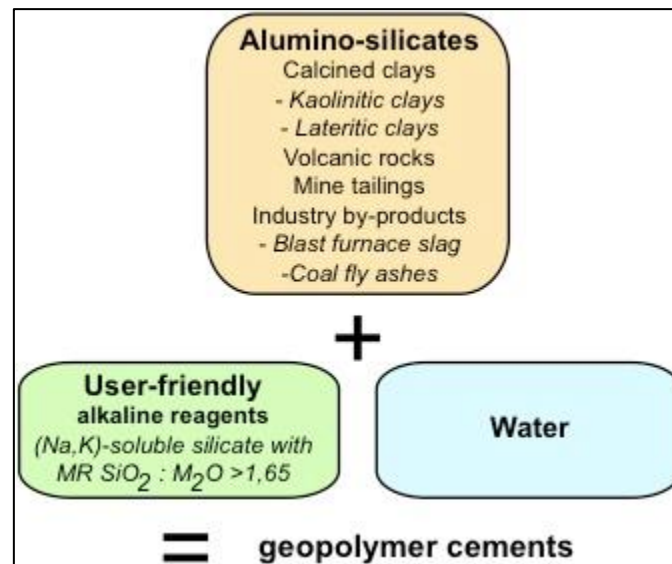 Alumino-silicates
Calcined clays
- Kaolinitic clays
- Lateritic clays
Volcanic rocks
Mine tailings
Industry by-products
- Blast furnace slag
-Coal fly ashes
+
User-friendly
alkaline reagents
(Na,K)-soluble silicate with
MR SiO₂ : M₂O >1,65
Water
= geopolymer cements